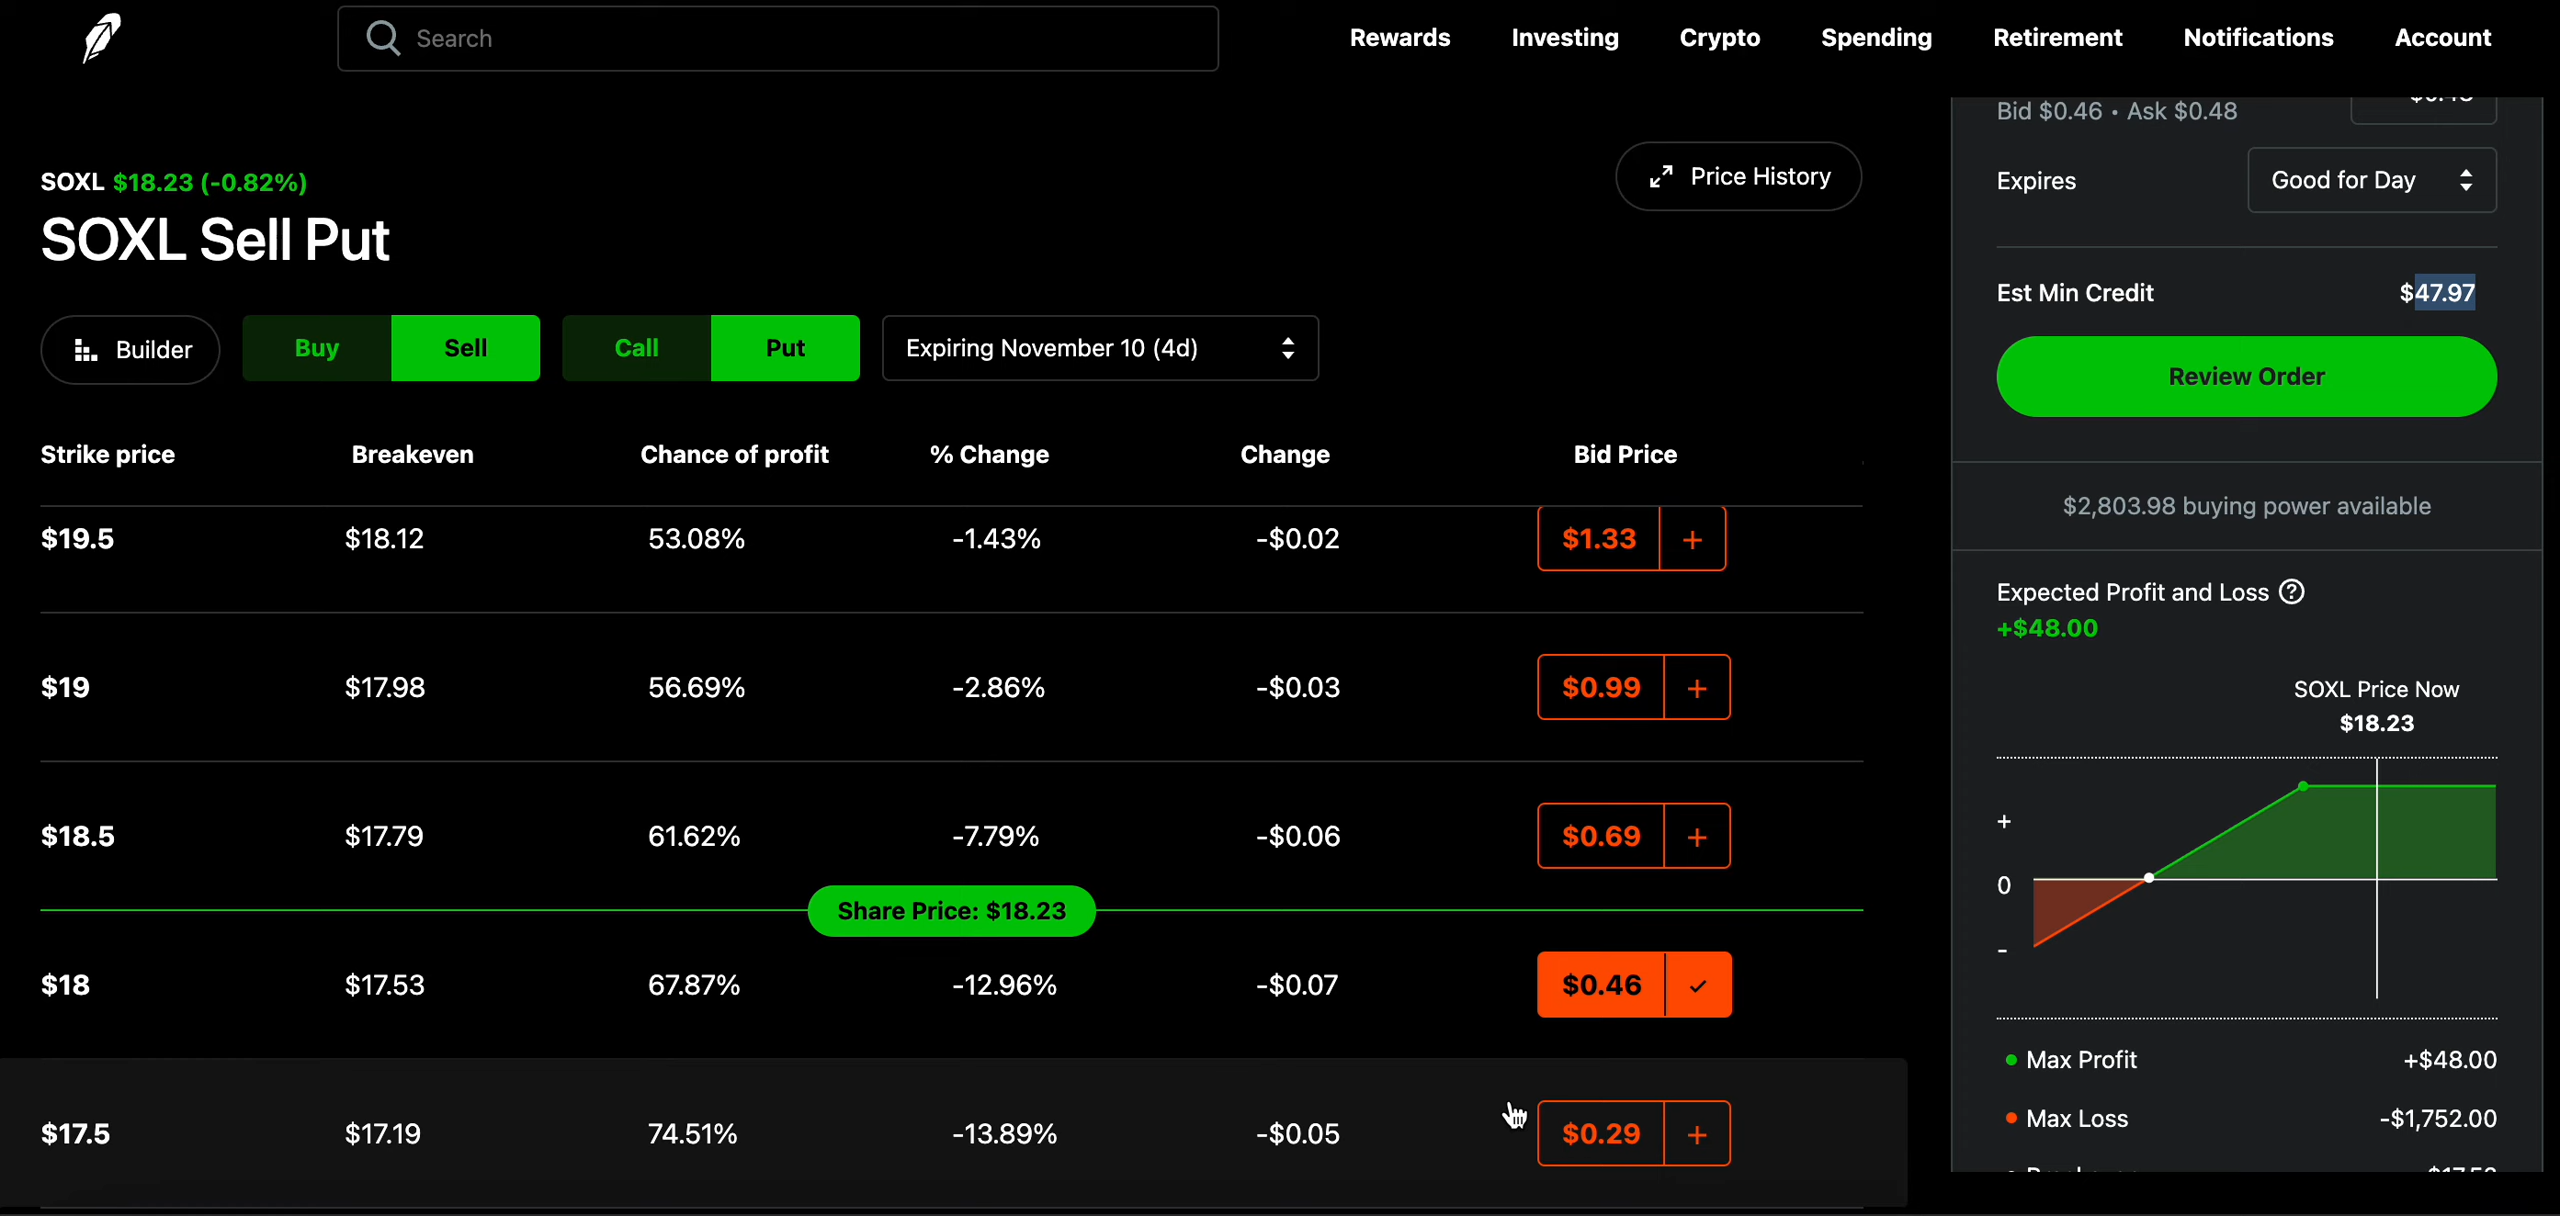 Search
Rewards
Investing
Crypto
Spending
Retirement
Notifications
Account
SOXL $18.23 (-0.82%)
SOXL Sell Put
Price History
Builder
Buy
Sell
Call
Put
Expiring November 10 (4d)
Strike price Breakeven Chance of profit % Change Change Bid Price
$19.5 $18.12 53.08% -1.43% -$0.02 $1.33 +
$19 $17.98 56.69% -2.86% -$0.03 $0.99 +
$18.5 $17.79 61.62% -7.79% -$0.06 $0.69 +
Share Price: $18.23
$18 $17.53 67.87% -12.96% -$0.07 $0.46
$17.5 $17.19 74.51% -13.89% -$0.05 $0.29 +
Bid $0.46 • Ask $0.48
Expires
Good for Day
Est Min Credit $47.97
Review Order
$2,803.98 buying power available
Expected Profit and Loss ?
+$48.00
SOXL Price Now
$18.23
+
0
-
Max Profit +$48.00
Max Loss -$1,752.00